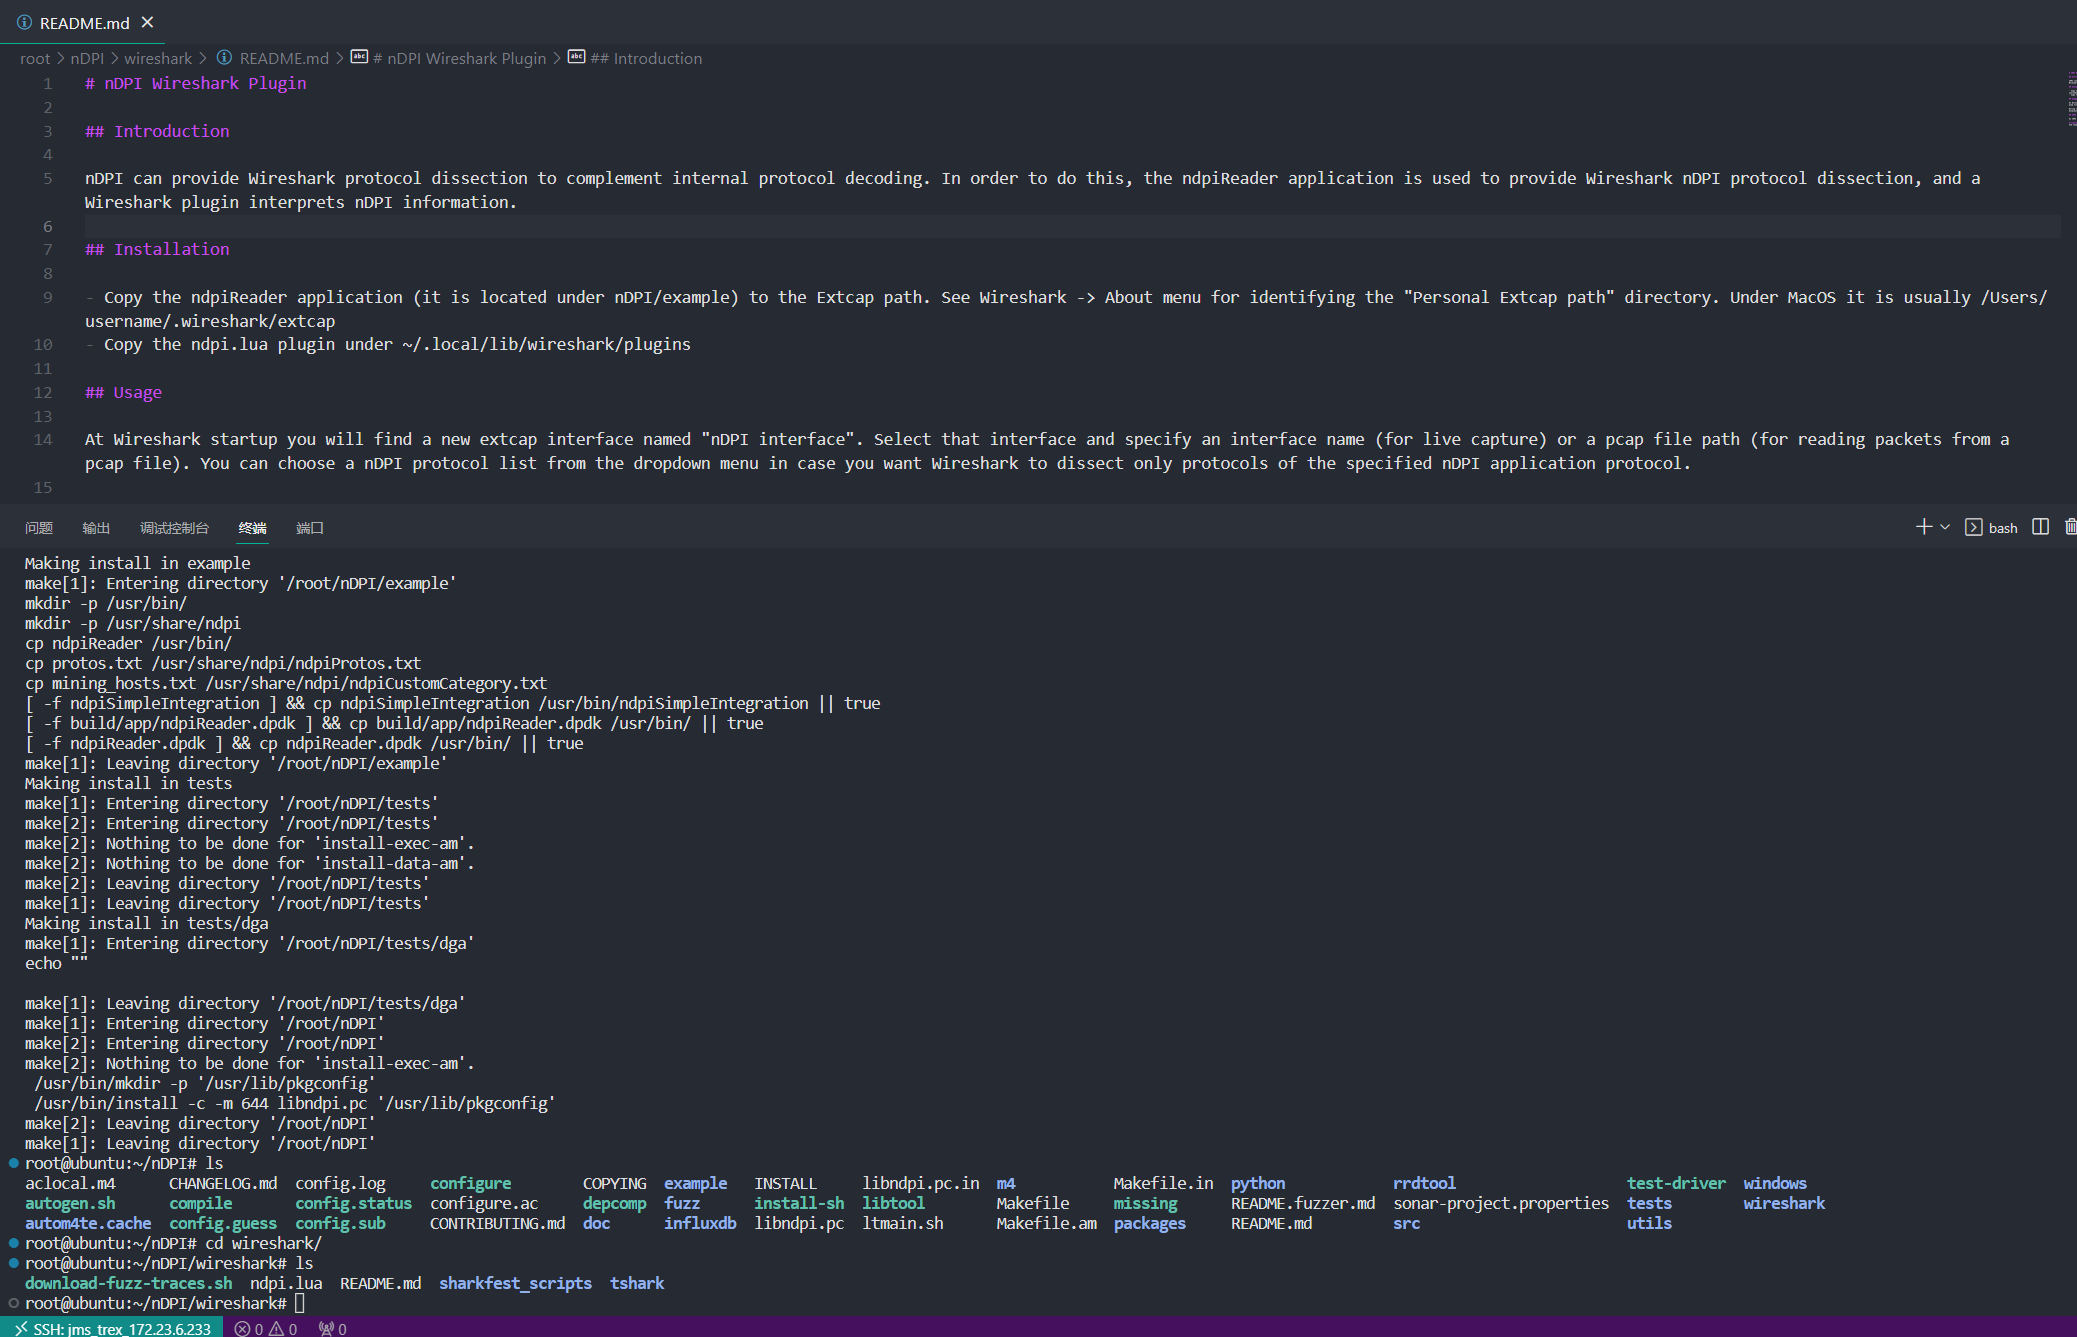 README.md
root > nDPI > wireshark > README.md > # nDPI Wireshark Plugin > ## Introduction
1 # nDPI Wireshark Plugin
2
3 ## Introduction
4
5 nDPI can provide Wireshark protocol dissection to complement internal protocol decoding. In order to do this, the ndpiReader application is used to provide Wireshark nDPI protocol dissection, and a
Wireshark plugin interprets nDPI information.
6
7 ## Installation
8
9 - Copy the ndpiReader application (it is located under nDPI/example) to the Extcap path. See Wireshark -> About menu for identifying the "Personal Extcap path" directory. Under MacOS it is usually /Users/
username/.wireshark/extcap
10 - Copy the ndpi.lua plugin under ~/.local/lib/wireshark/plugins
11
12 ## Usage
13
14 At Wireshark startup you will find a new extcap interface named "nDPI interface". Select that interface and specify an interface name (for live capture) or a pcap file path (for reading packets from a
pcap file). You can choose a nDPI protocol list from the dropdown menu in case you want Wireshark to dissect only protocols of the specified nDPI application protocol.
15
问题 输出 调试控制台 终端 端口 bash
Making install in example
make[1]: Entering directory '/root/nDPI/example'
mkdir -p /usr/bin/
mkdir -p /usr/share/ndpi
cp ndpiReader /usr/bin/
cp protos.txt /usr/share/ndpi/ndpiProtos.txt
cp mining_hosts.txt /usr/share/ndpi/ndpiCustomCategory.txt
[ -f ndpiSimpleIntegration ] && cp ndpiSimpleIntegration /usr/bin/ndpiSimpleIntegration || true
[ -f build/app/ndpiReader.dpdk ] && cp build/app/ndpiReader.dpdk /usr/bin/ || true
[ -f ndpiReader.dpdk ] && cp ndpiReader.dpdk /usr/bin/ || true
make[1]: Leaving directory '/root/nDPI/example'
Making install in tests
make[1]: Entering directory '/root/nDPI/tests'
make[2]: Entering directory '/root/nDPI/tests'
make[2]: Nothing to be done for 'install-exec-am'.
make[2]: Nothing to be done for 'install-data-am'.
make[2]: Leaving directory '/root/nDPI/tests'
make[1]: Leaving directory '/root/nDPI/tests'
Making install in tests/dga
make[1]: Entering directory '/root/nDPI/tests/dga'
echo ""
make[1]: Leaving directory '/root/nDPI/tests/dga'
make[1]: Entering directory '/root/nDPI'
make[2]: Entering directory '/root/nDPI'
make[2]: Nothing to be done for 'install-exec-am'.
/usr/bin/mkdir -p '/usr/lib/pkgconfig'
/usr/bin/install -c -m 644 libndpi.pc '/usr/lib/pkgconfig'
make[2]: Leaving directory '/root/nDPI'
make[1]: Leaving directory '/root/nDPI'
root@ubuntu:~/nDPI# ls
aclocal.m4 CHANGELOG.md config.log configure COPYING example INSTALL libndpi.pc.in m4 Makefile.in python rrdtool test-driver windows
autogen.sh compile config.status configure.ac depcomp fuzz install-sh libtool Makefile missing README.fuzzer.md sonar-project.properties tests wireshark
autom4te.cache config.guess config.sub CONTRIBUTING.md doc influxdb libndpi.pc ltmain.sh Makefile.am packages README.md src utils
root@ubuntu:~/nDPI# cd wireshark/
root@ubuntu:~/nDPI/wireshark# ls
download-fuzz-traces.sh ndpi.lua README.md sharkfest_scripts tshark
root@ubuntu:~/nDPI/wireshark#
SSH: jms_trex_172.23.6.233 0 0 0